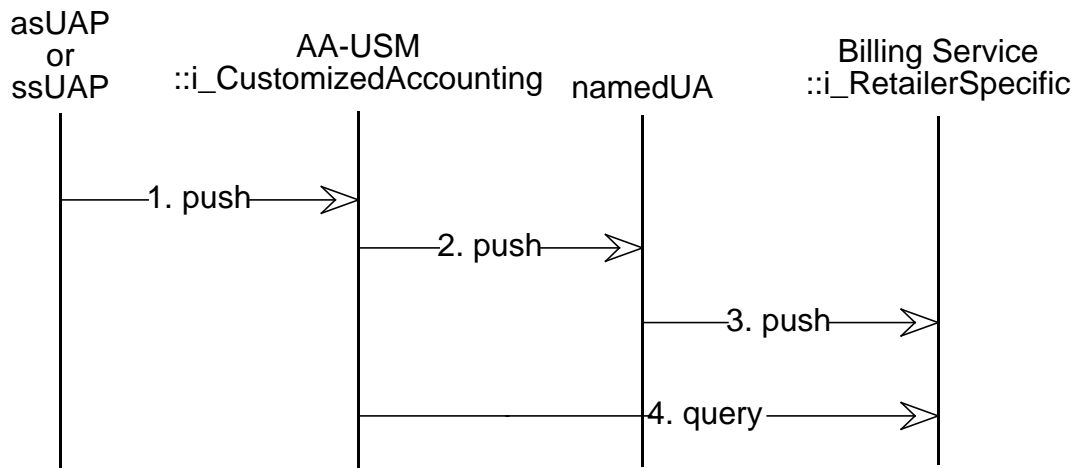 asUAP
or
ssUAP
AA-USM
::i_CustomizedAccounting
namedUA
Billing Service
::i_RetailerSpecific
1. push
2. push
3. push
4. query